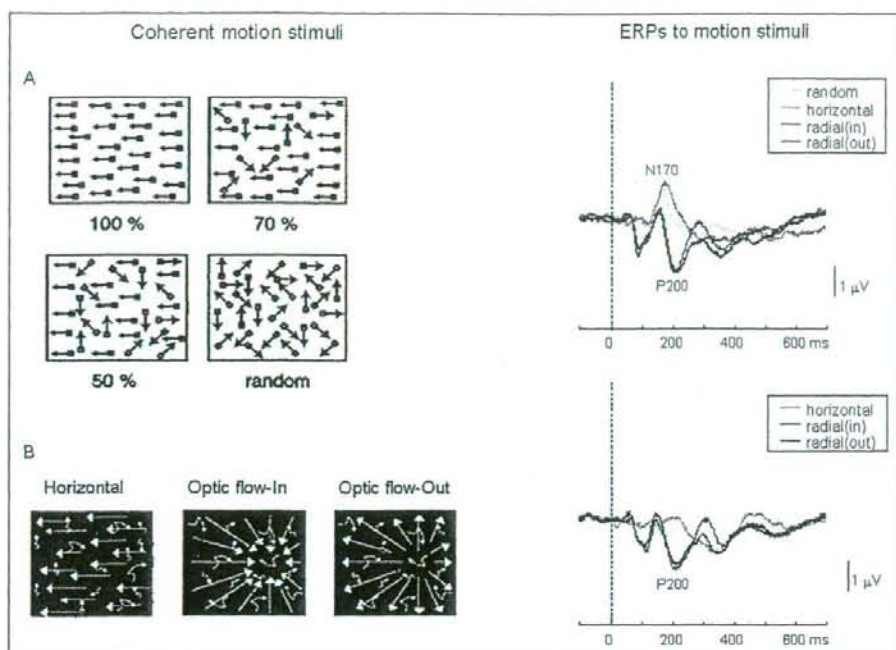 Coherent motion stimuli
ERPs to motion stimuli
A
100 %
70 %
50 %
random
random
horizontal
radial(in)
radial(out)
N170
P200
1 µV
0 200 400 600 ms
B
Horizontal
Optic flow-In
Optic flow-Out
horizontal
radial(in)
radial(out)
P200
1 µV
0 200 400 600 ms